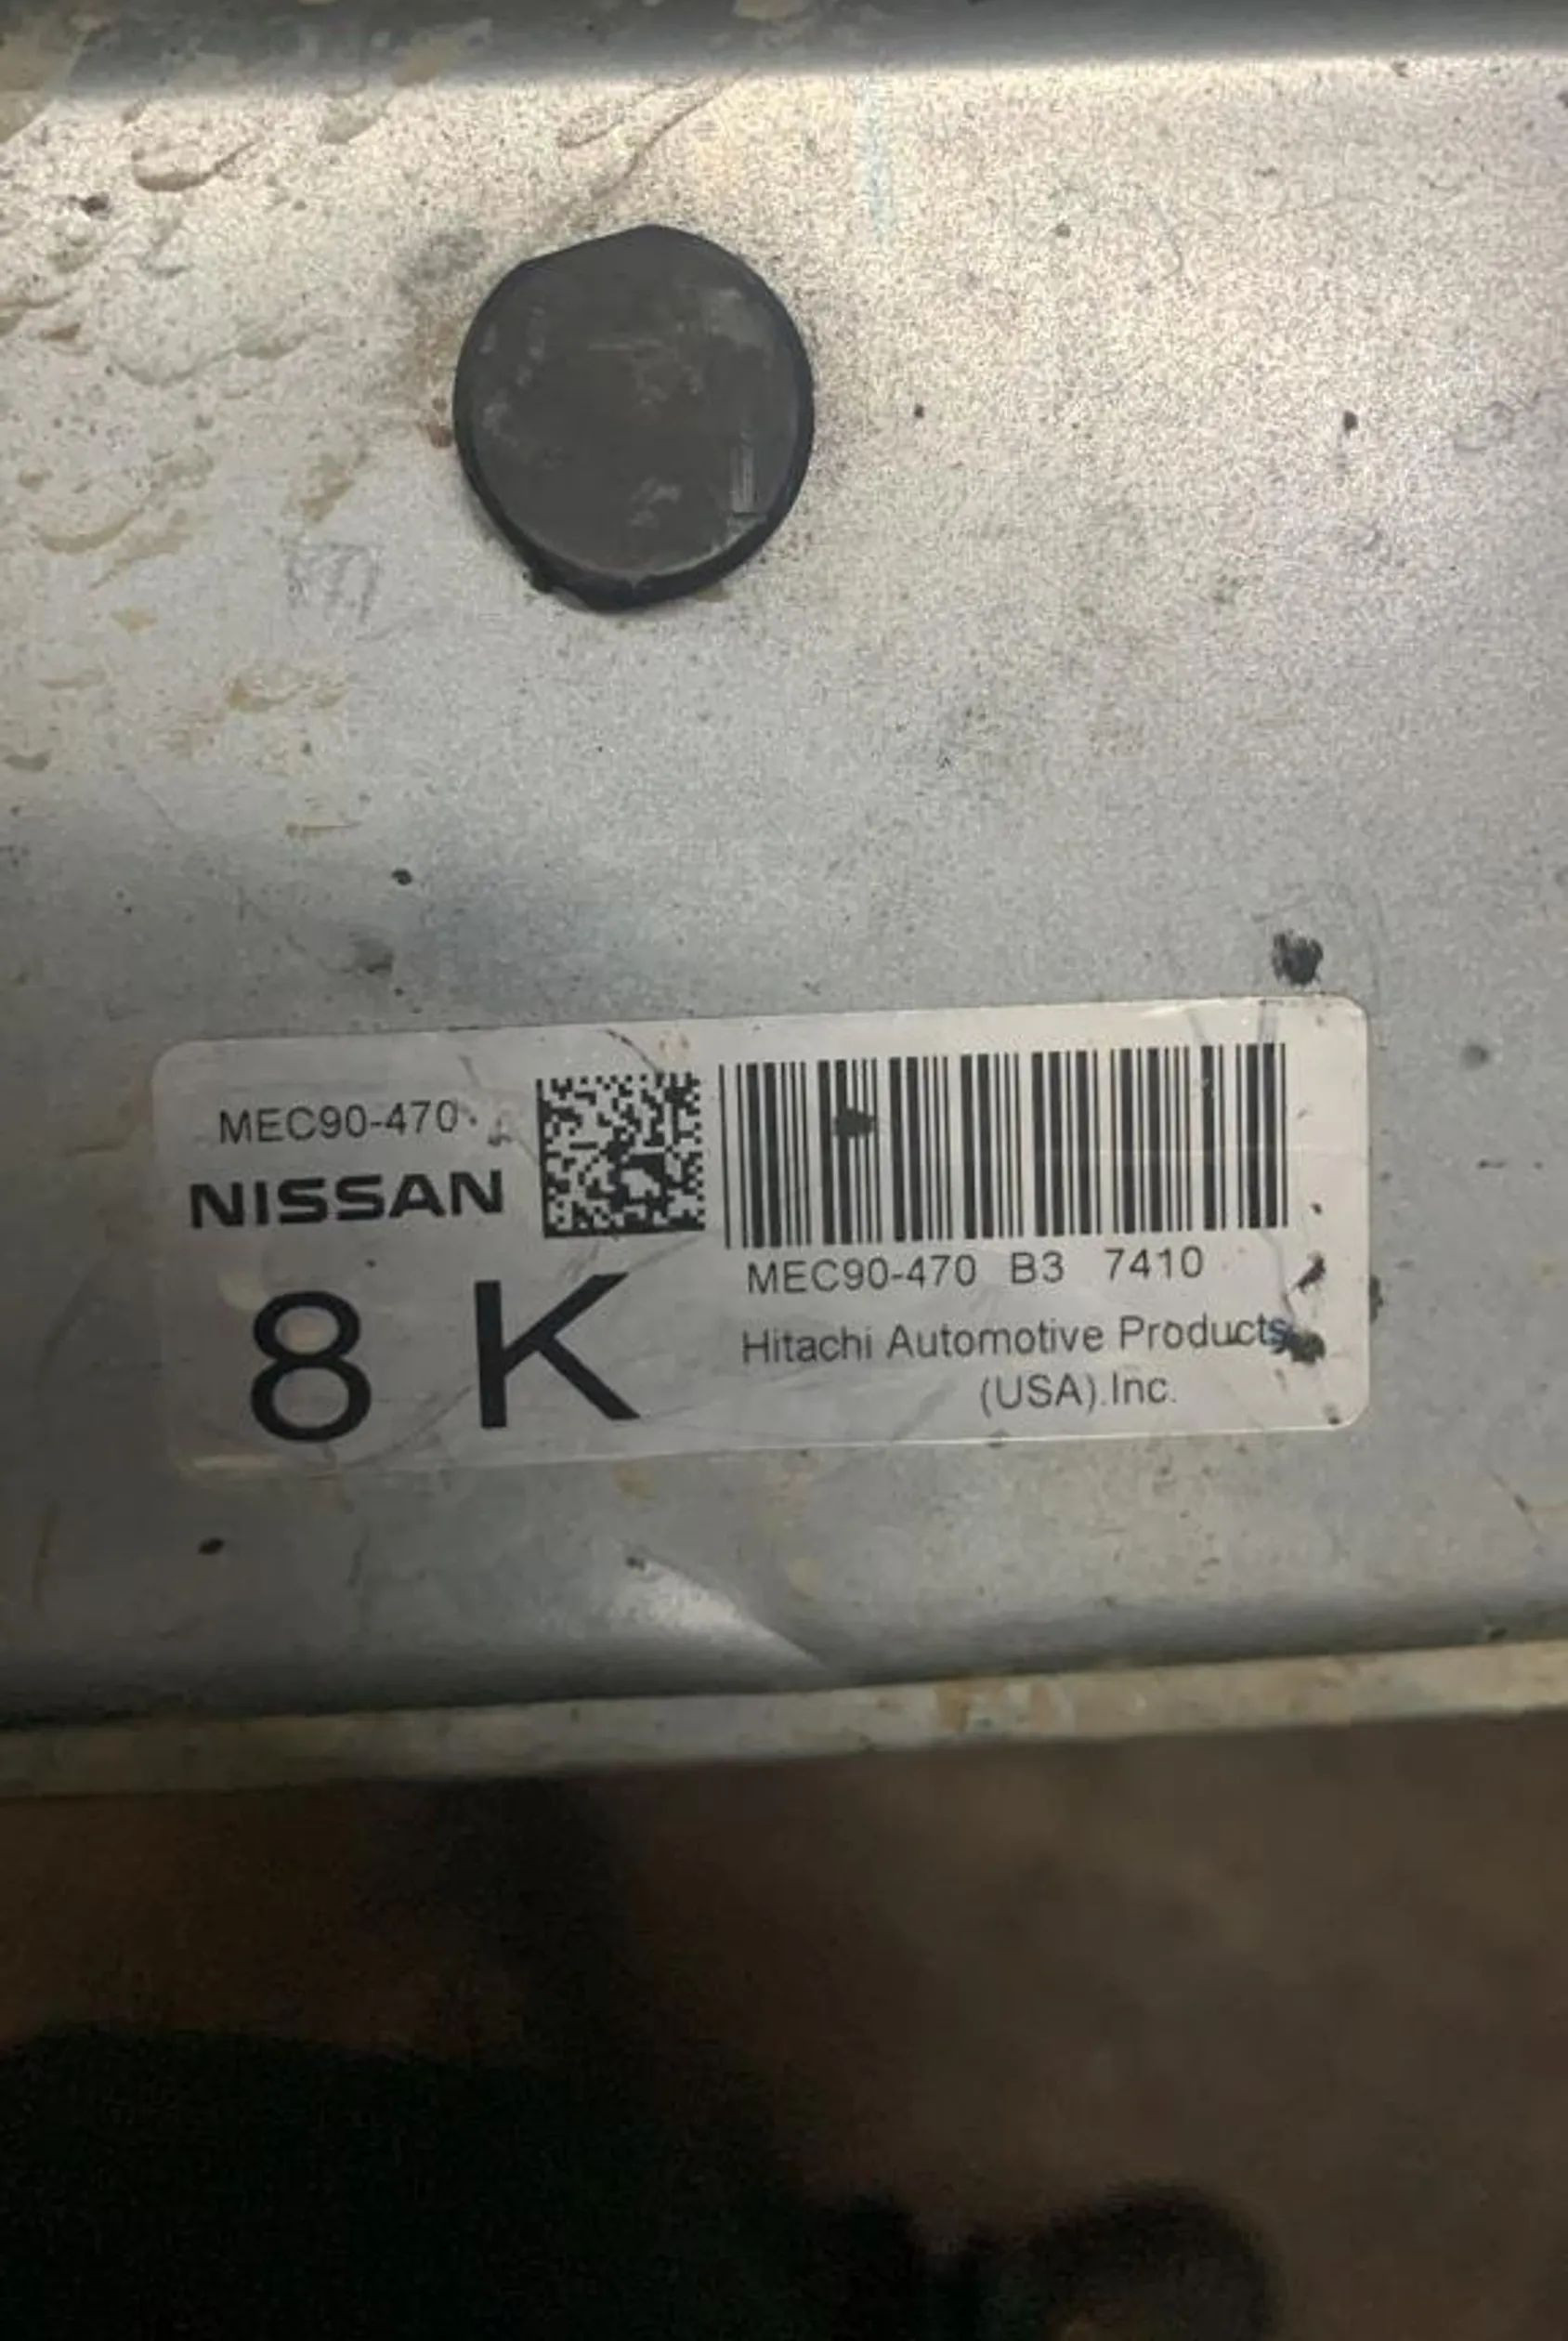 MEC90-470
NISSAN
8 K
MEC90-470 B3 7410
Hitachi Automotive Products
(USA).Inc.